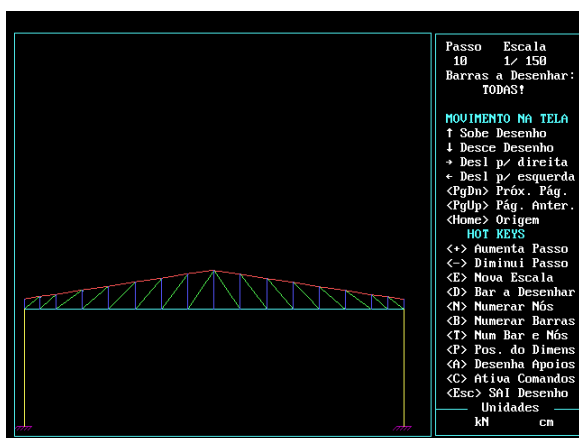 Passo Escala
10 1/ 150
Barras a Desenhar:
TODAS!
MOVIMENTO NA TELA
↑ Sobe Desenho
↓ Desce Desenho
→ Desl p/ direita
← Desl p/ esquerda
<PgDn> Próx. Pág.
<PgUp> Pág. Anter.
<Home> Origem
HOT KEYS
<+> Aumenta Passo
<-> Diminui Passo
<E> Nova Escala
<D> Bar a Desenhar
<N> Numerar Nós
<B> Numerar Barras
<T> Num Bar e Nós
<P> Pos. do Dimens
<A> Desenha Apoios
<C> Ativa Comandos
<Esc> SAI Desenho
Unidades
kN cm